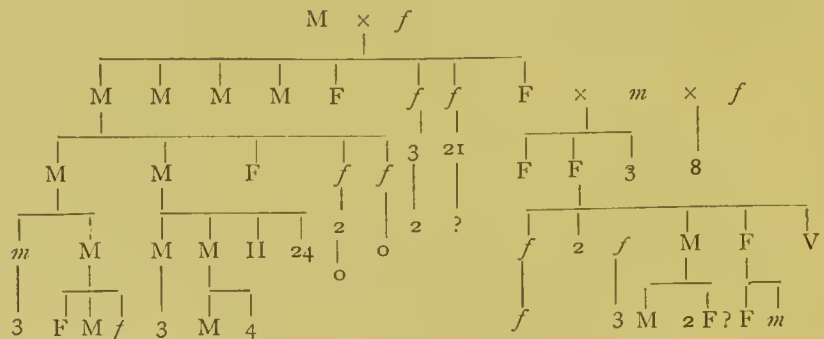 M × f
M M M M F f f F × m × f
3 21
M M F f f F F 3 8
2 0 2 ?
m M M M 11 24 f 2 f M F V
0
F M f 3 M 4 f 3 M 2 F ? F m
3